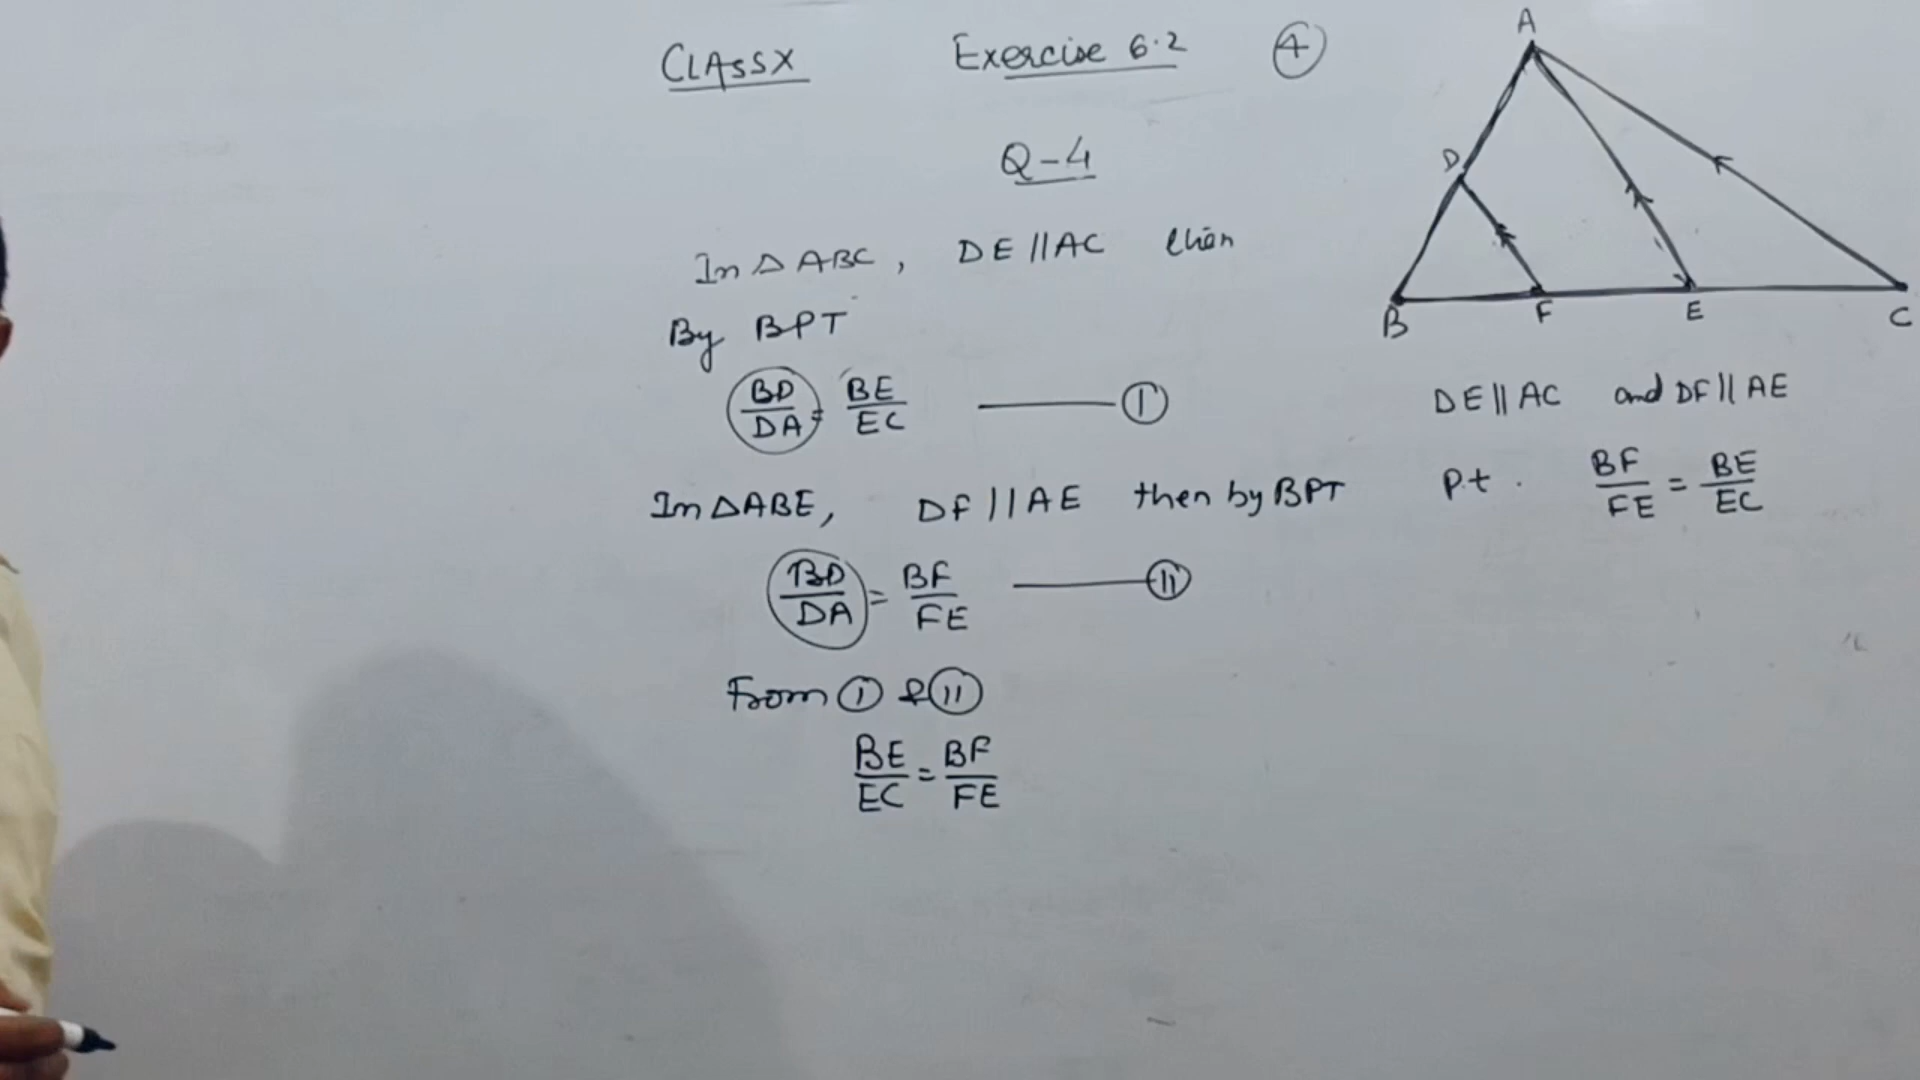 CLASSX Exercise 6.2 4
Q-4
In △ ABC, DE || AC then
By BPT
BD/DA = BE/EC —— I
In △ABE, DF || AE then by BPT
BD/DA = BF/FE —— II
From I & II
BE/EC = BF/FE
A
D
B F E C
DE || AC and DF || AE
P.t. BF/FE = BE/EC